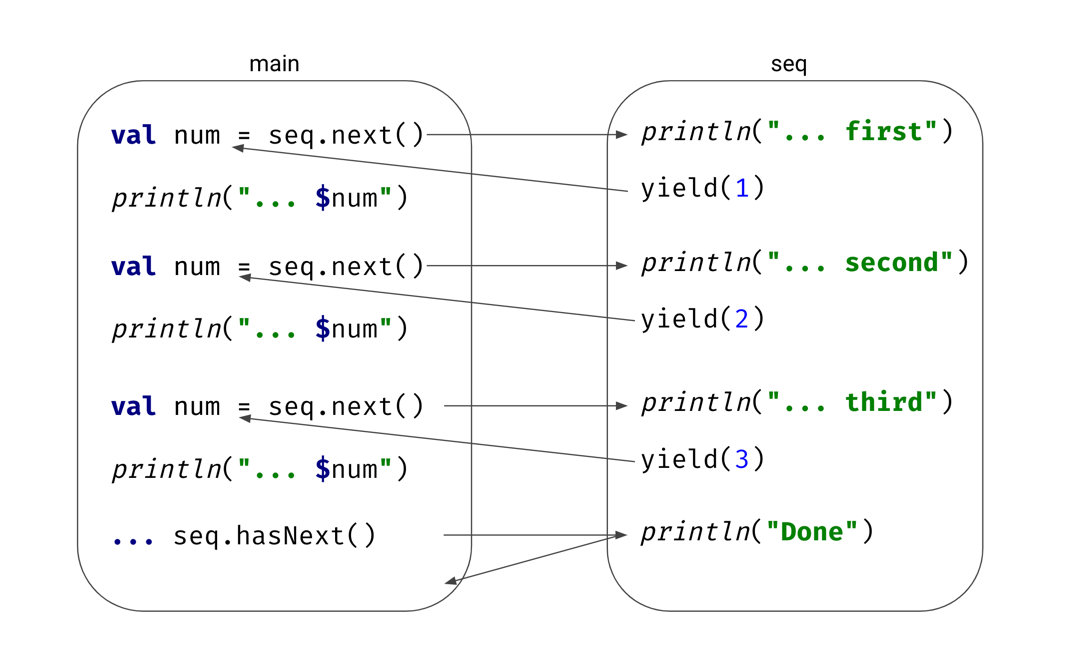 main
val num = seq.next()
println("... $num")
val num = seq.next()
println("... $num")
val num = seq.next()
println("... $num")
... seq.hasNext()
seq
println("... first")
yield(1)
println("... second")
yield(2)
println("... third")
yield(3)
println("Done")